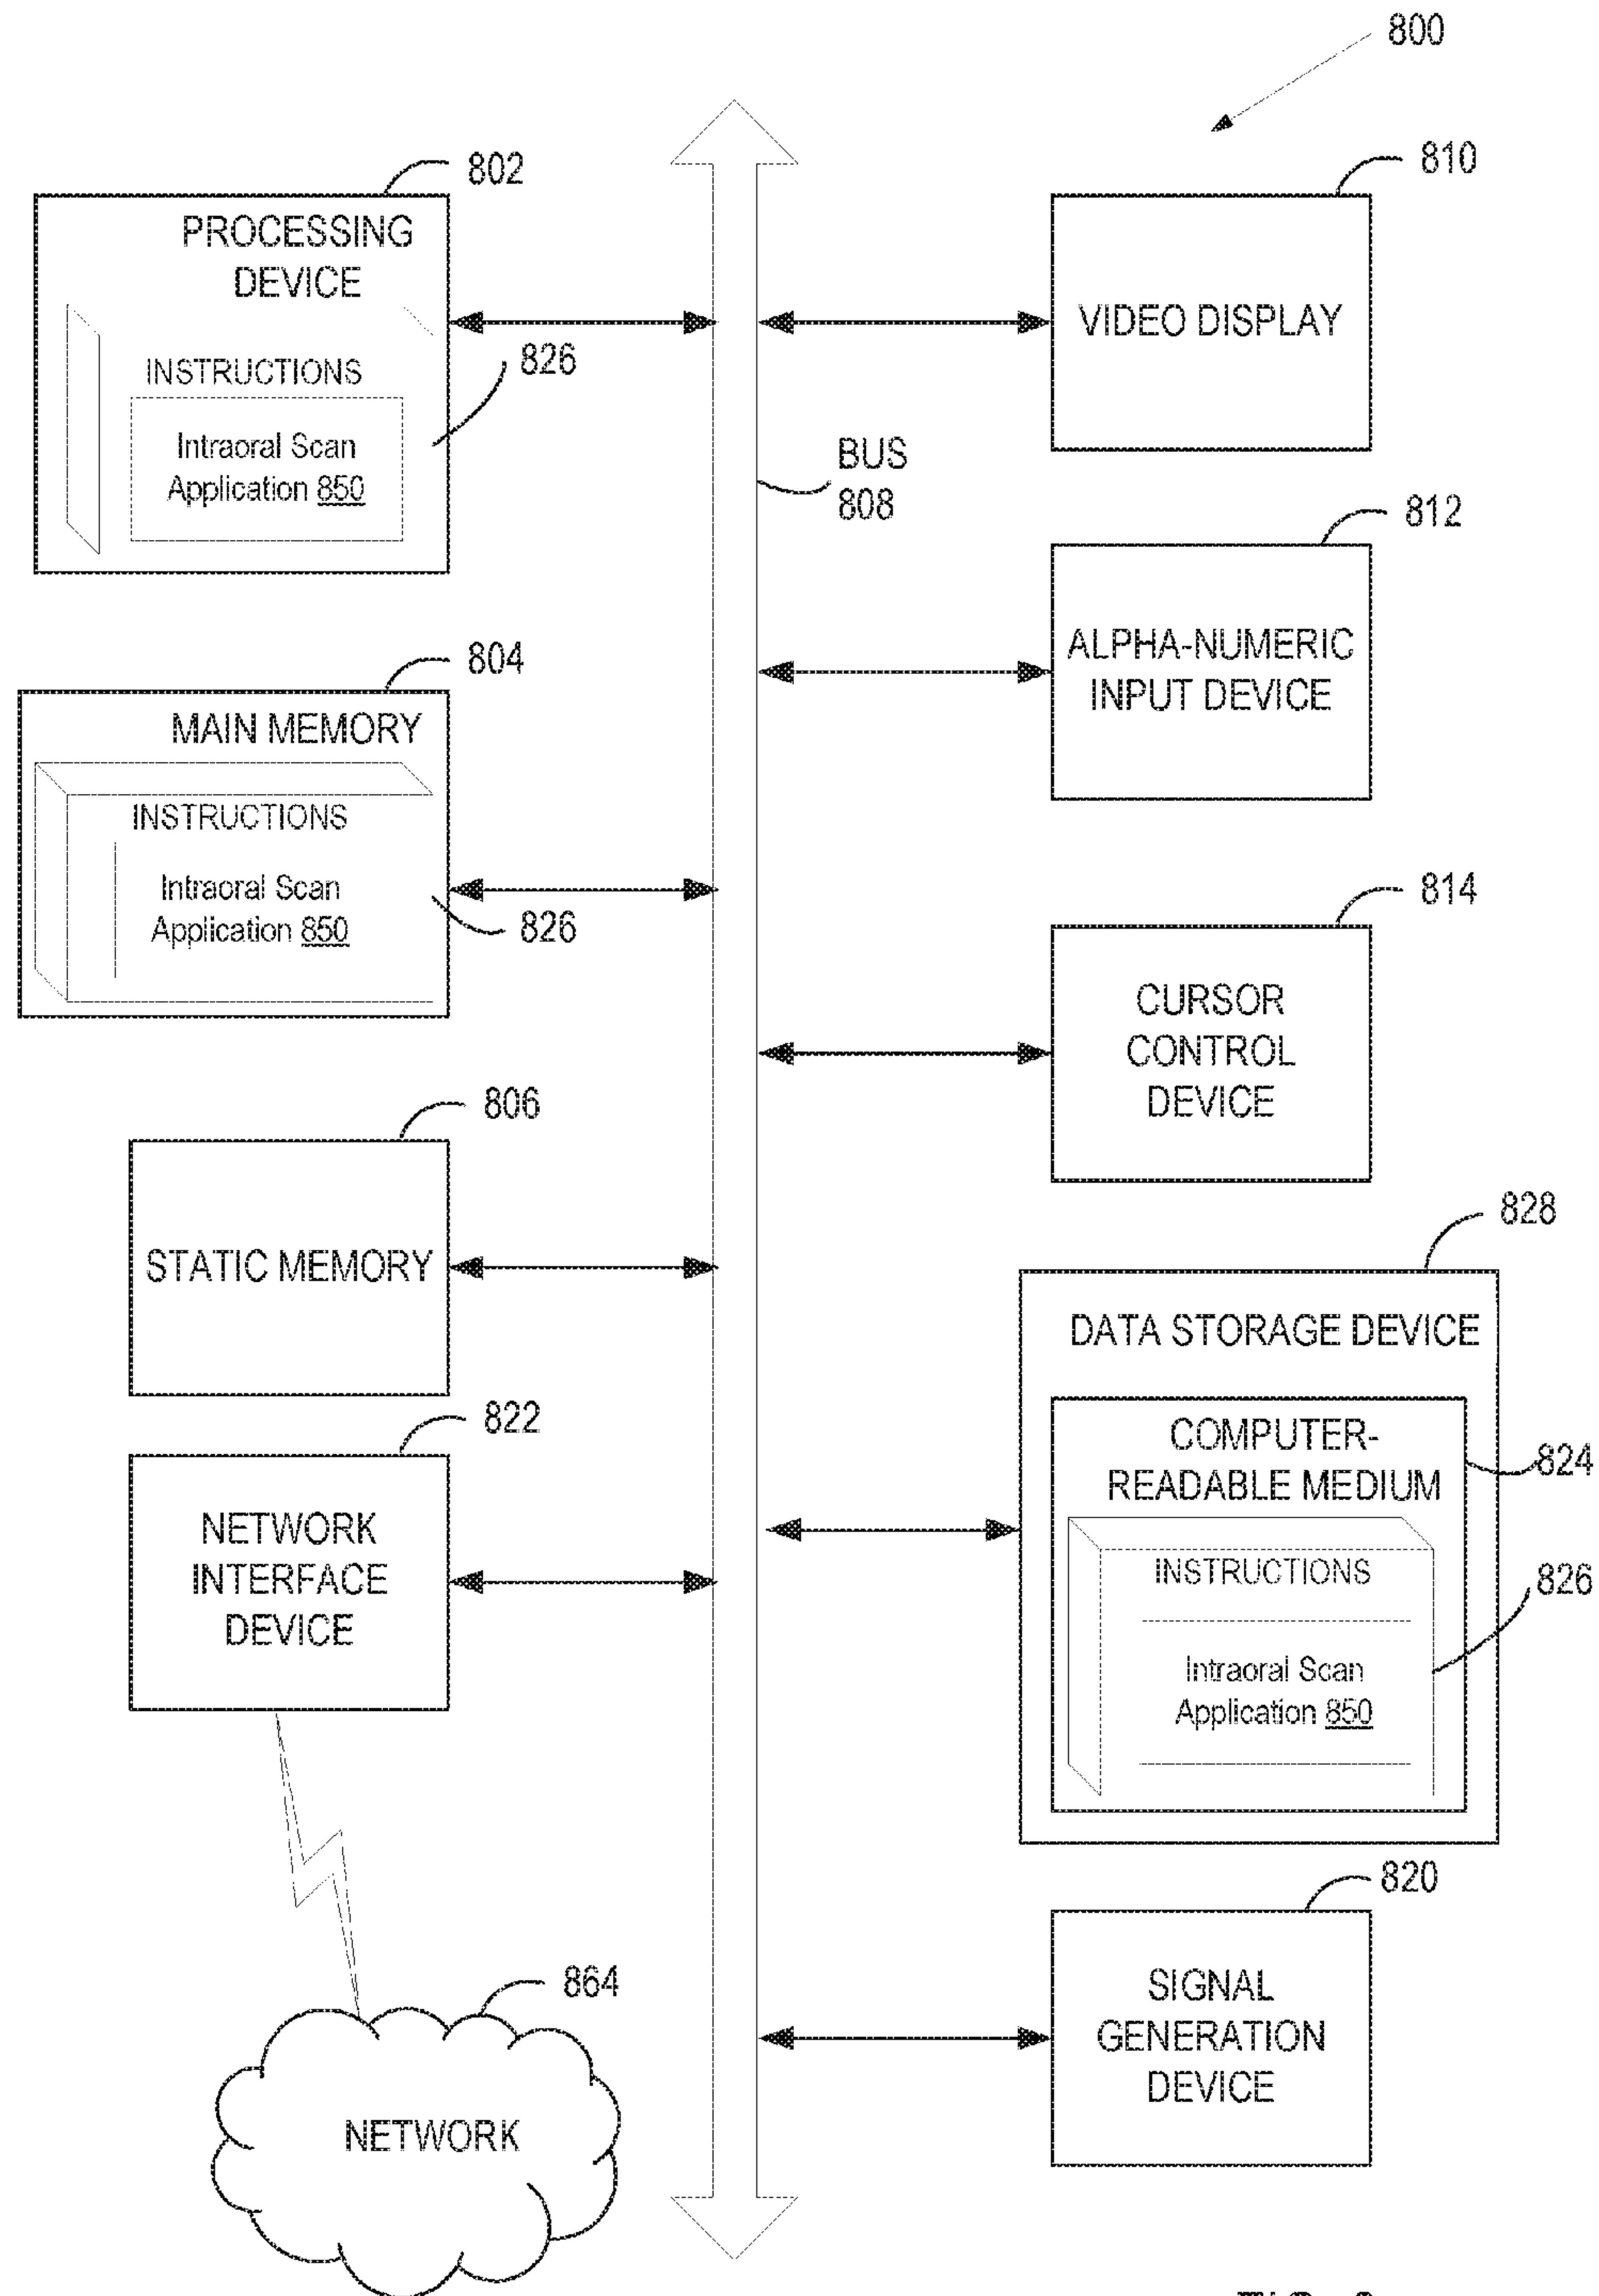 800
802
PROCESSING
DEVICE
INSTRUCTIONS
826
Intraoral Scan
Application 850
810
VIDEO DISPLAY
BUS
808
812
ALPHA-NUMERIC
INPUT DEVICE
804
MAIN MEMORY
INSTRUCTIONS
Intraoral Scan
Application 850
826
814
CURSOR
CONTROL
DEVICE
806
STATIC MEMORY
828
DATA STORAGE DEVICE
COMPUTER-
READABLE MEDIUM
824
INSTRUCTIONS
826
Intraoral Scan
Application 850
822
NETWORK
INTERFACE
DEVICE
820
SIGNAL
GENERATION
DEVICE
864
NETWORK